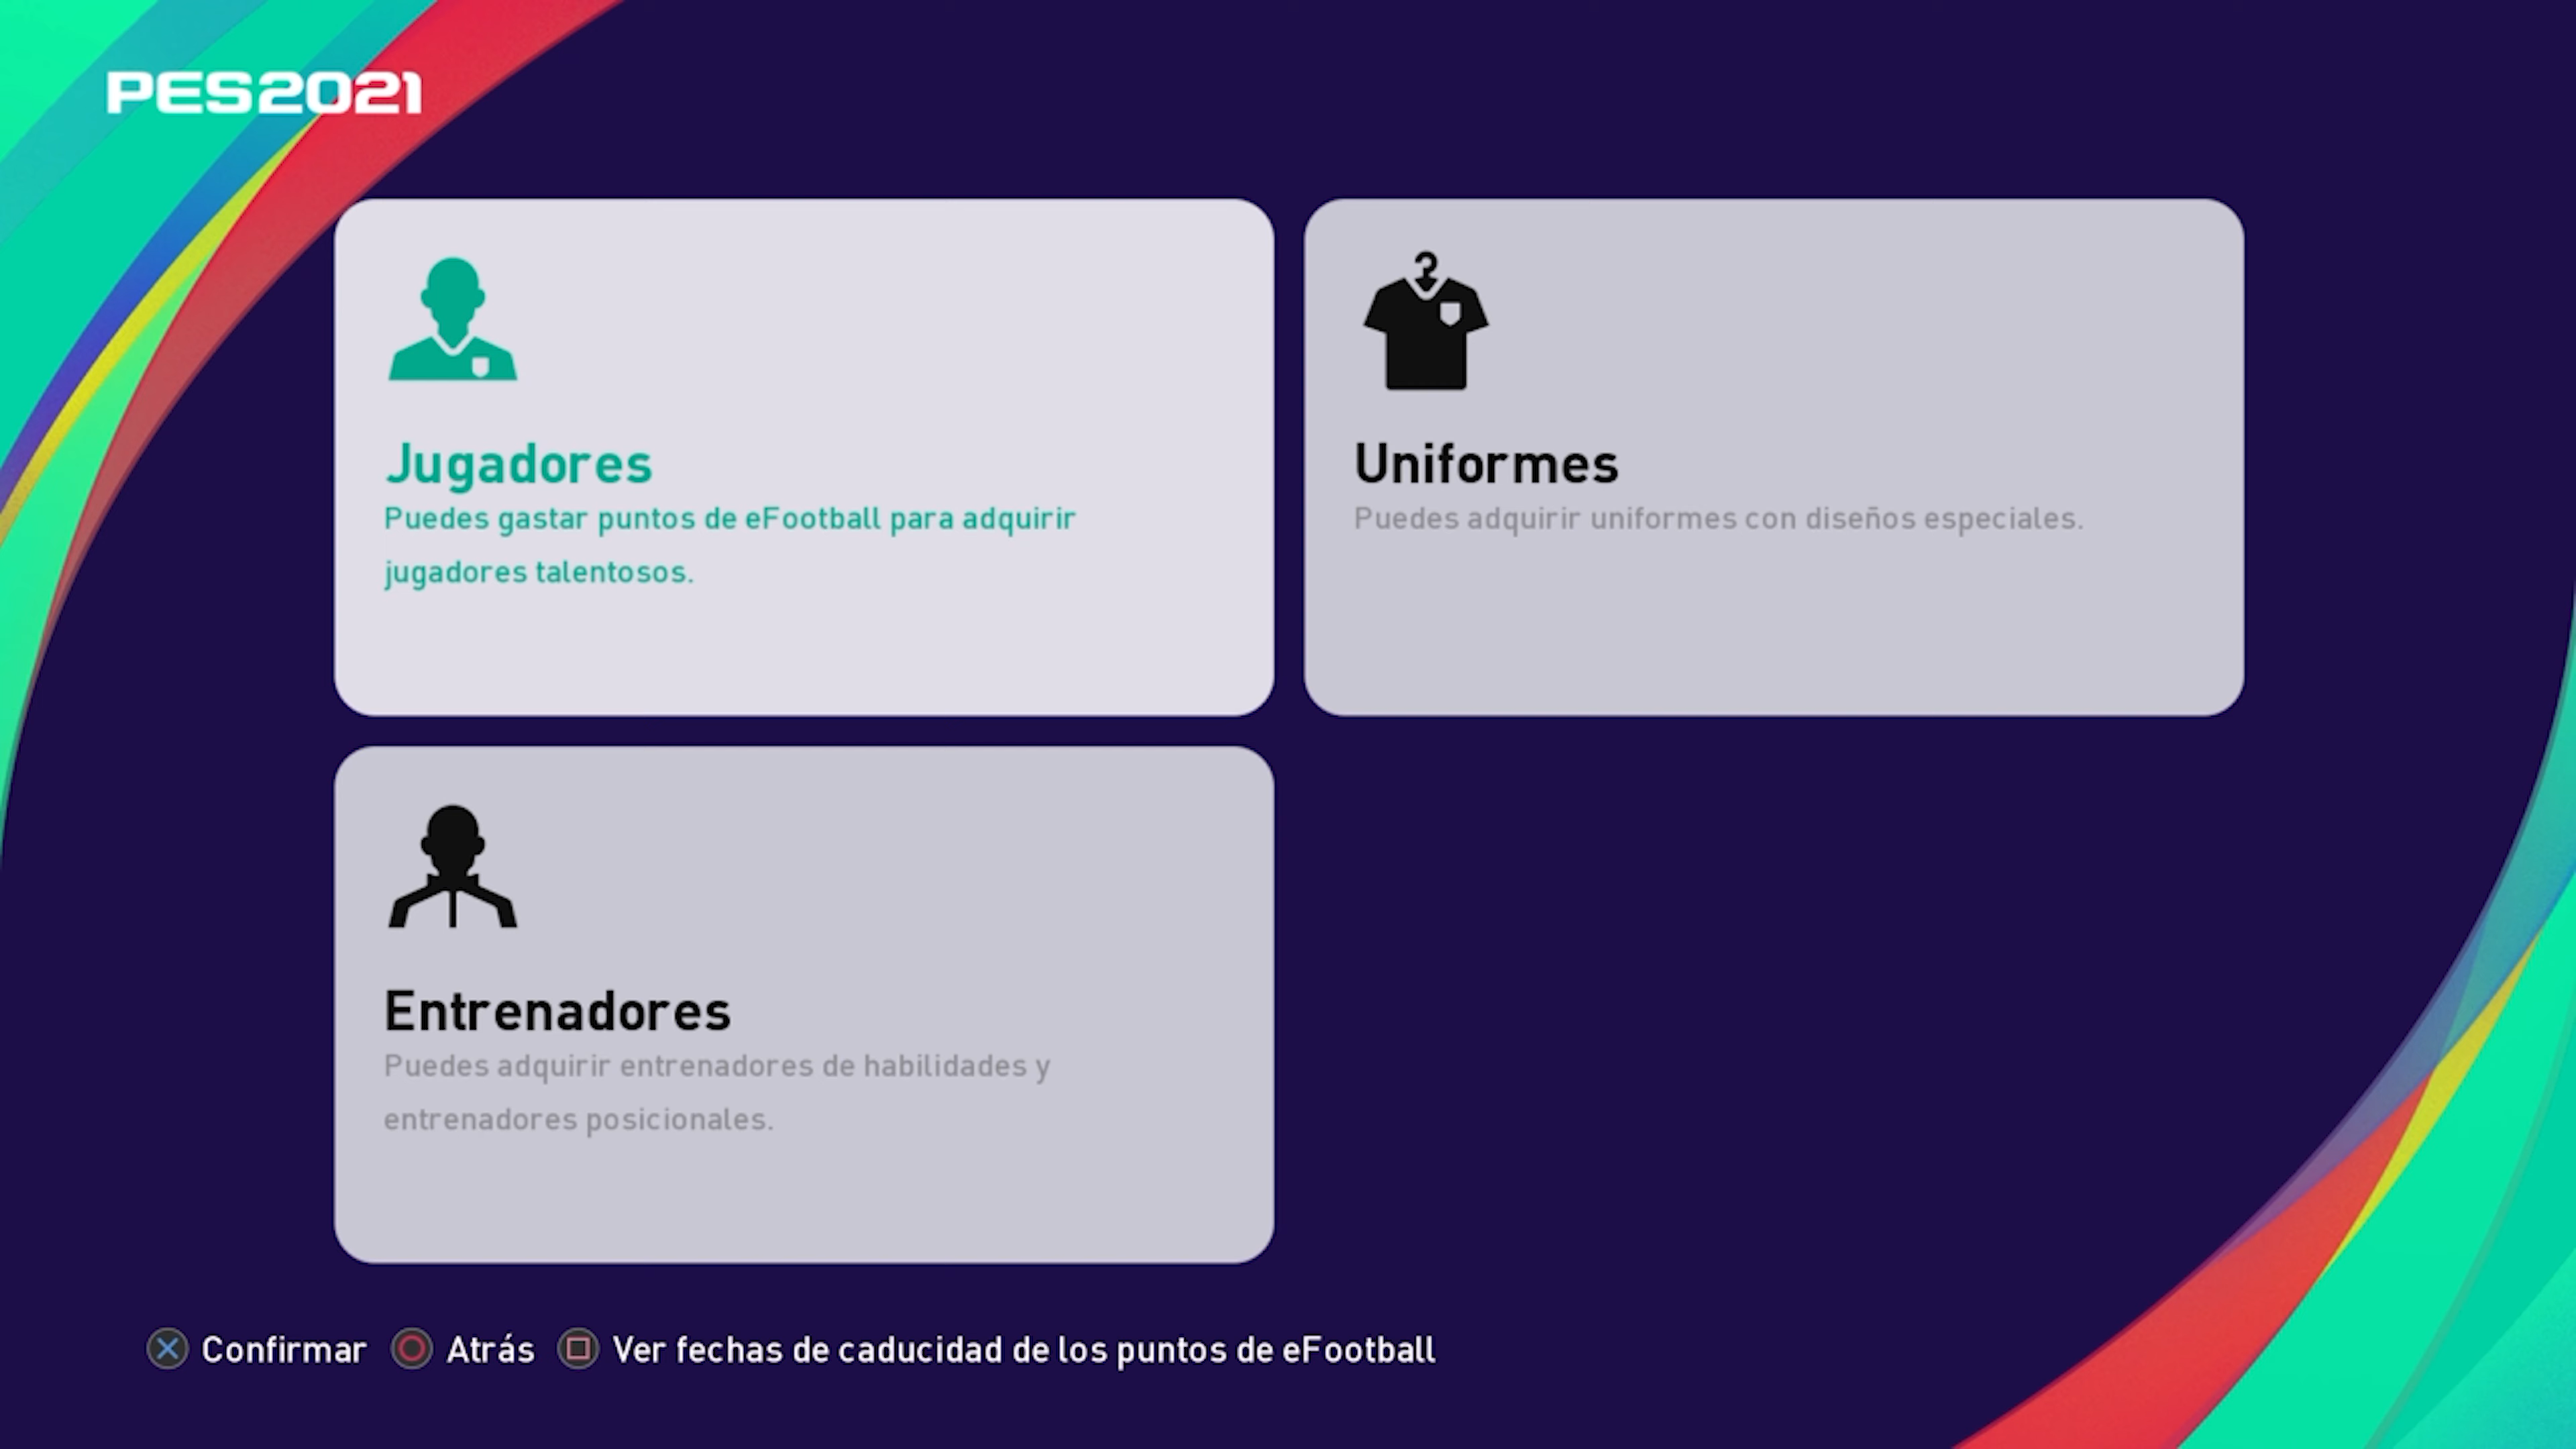 PES2021
Jugadores
Puedes gastar puntos de eFootball para adquirir
jugadores talentosos.
Uniformes
Puedes adquirir uniformes con diseños especiales.
Entrenadores
Puedes adquirir entrenadores de habilidades y
entrenadores posicionales.
Confirmar Atrás Ver fechas de caducidad de los puntos de eFootball